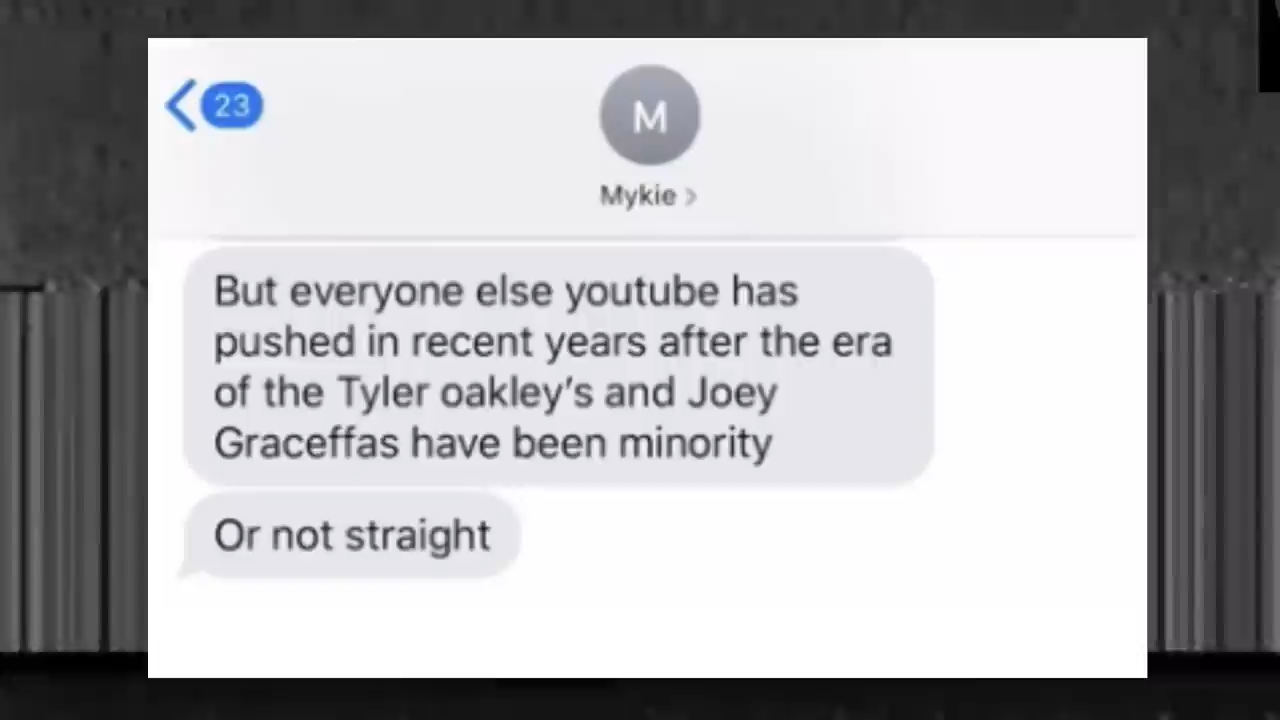 23
M
Mykie >
But everyone else youtube has
pushed in recent years after the era
of the Tyler oakley's and Joey
Graceffas have been minority
Or not straight